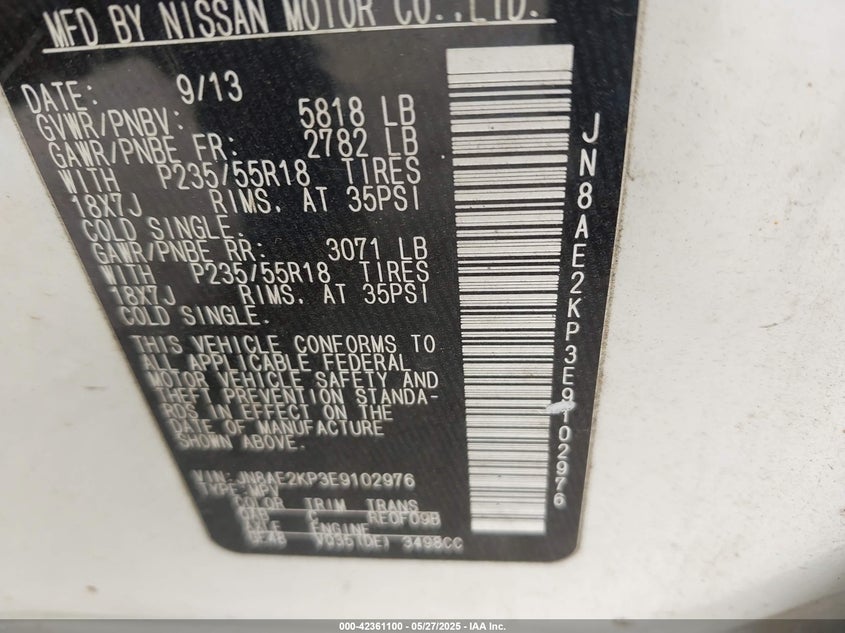 MFD BY NISSAN MOTOR CO.,LTD.
DATE: 9/13
GVWR/PNBV: 5818 LB
GAWR/PNBE FR: 2782 LB
WITH P235/55R18 TIRES
18X7J RIMS. AT 35PSI
COLD SINGLE.
GAWR/PNBE RR: 3071 LB
WITH P235/55R18 TIRES
18X7J RIMS. AT 35PSI
COLD SINGLE.
THIS VEHICLE CONFORMS TO
ALL APPLICABLE FEDERAL
MOTOR VEHICLE SAFETY AND
THEFT PREVENTION STANDA-
RDS IN EFFECT ON THE
DATE OF MANUFACTURE
SHOWN ABOVE.
VIN:JN8AE2KP3E9102976
TYPE:MPV
COLOR TRIM TRANS
QAB C RE0F09B
AXLE ENGINE
GF4B VQ35(DE) 3498CC
JN8AE2KP3E9102976
000-42361100 — 05/27/2025 — IAA Inc.